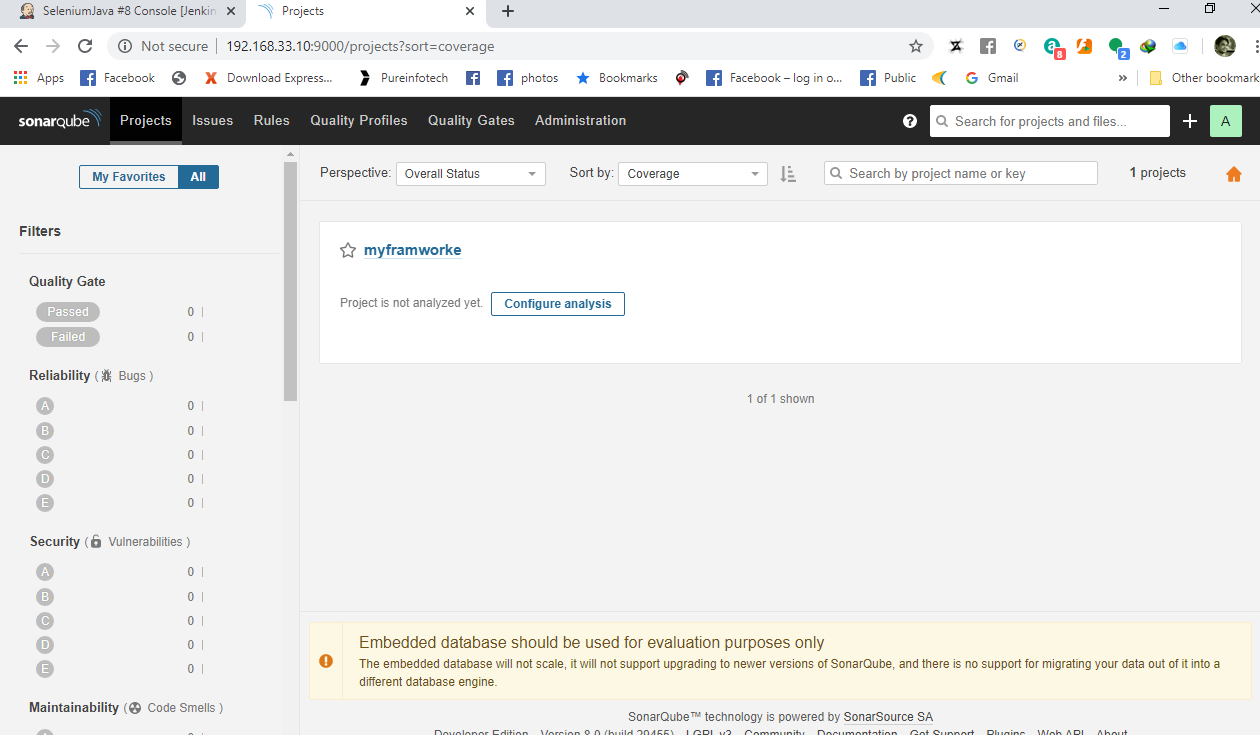 SeleniumJava #8 Console [Jenkin
Projects
Not secure
192.168.33.10:9000/projects?sort=coverage
8
2
Apps
Facebook
Download Express...
Pureinfotech
photos
Bookmarks
Facebook – log in o...
Public
Gmail
»
Other bookmark
sonarqube
Projects
Issues
Rules
Quality Profiles
Quality Gates
Administration
Search for projects and files...
A
My Favorites
All
Perspective:
Overall Status
Sort by:
Coverage
Search by project name or key
1 projects
Filters
Quality Gate
Passed 0
Failed 0
Reliability ( Bugs )
A 0
B 0
C 0
D 0
E 0
Security ( Vulnerabilities )
A 0
B 0
C 0
D 0
E 0
Maintainability ( Code Smells )
myframworke
Project is not analyzed yet.
Configure analysis
1 of 1 shown
Embedded database should be used for evaluation purposes only
The embedded database will not scale, it will not support upgrading to newer versions of SonarQube, and there is no support for migrating your data out of it into a
different database engine.
SonarQube™ technology is powered by SonarSource SA
Developer Edition Version 8.0 (build 29455) LGPL v3 Community Documentation Get Support Plugins Web API About